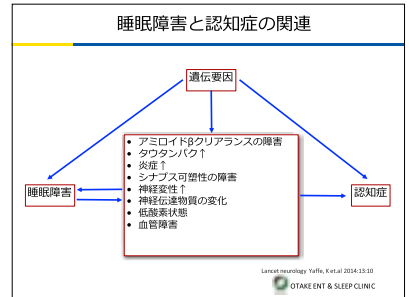 睡眠障害と認知症の関連
遺伝要因
• アミロイドβクリアランスの障害
• タウタンパク↑
• 炎症↑
• シナプス可塑性の障害
• 神経変性↑
• 神経伝達物質の変化
• 低酸素状態
• 血管障害
睡眠障害
認知症
Lancet neurology Yaffe, K et.al 2014:13:10
OTAKE ENT & SLEEP CLINIC